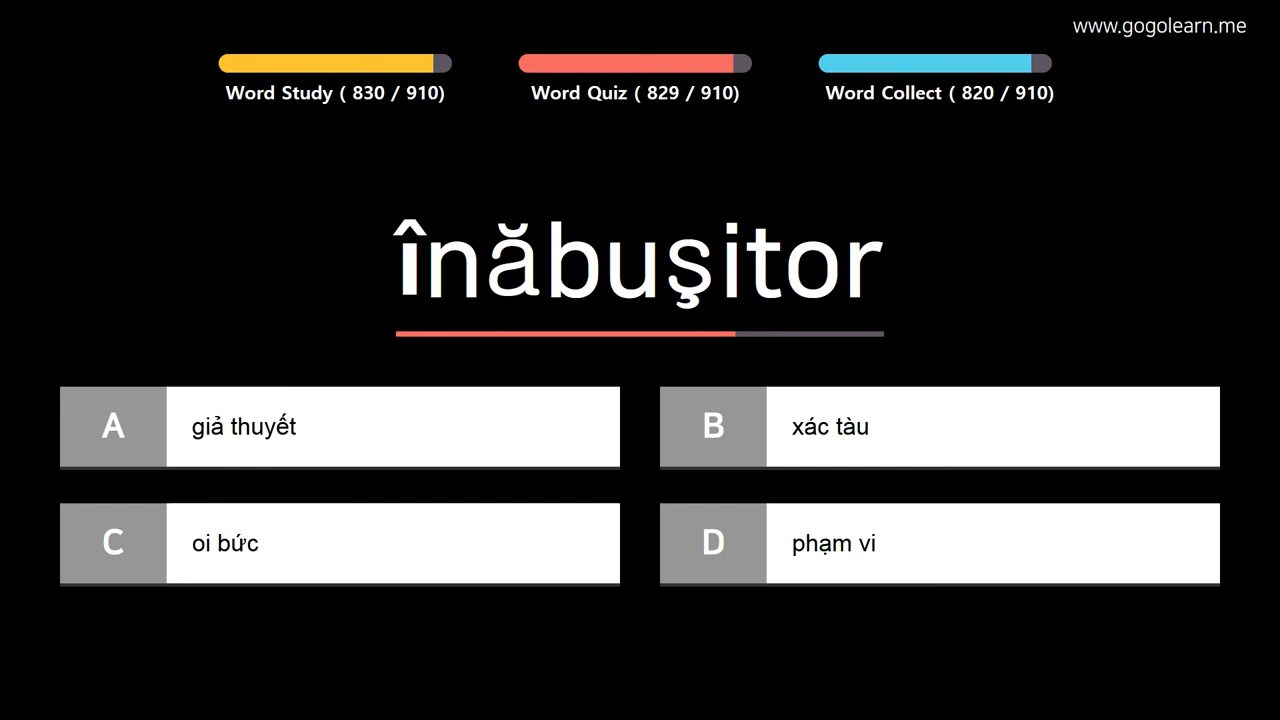 www.gogolearn.me
Word Study ( 830 / 910)
Word Quiz ( 829 / 910)
Word Collect ( 820 / 910)
înăbuşitor
A giả thuyết
B xác tàu
C oi bức
D phạm vi